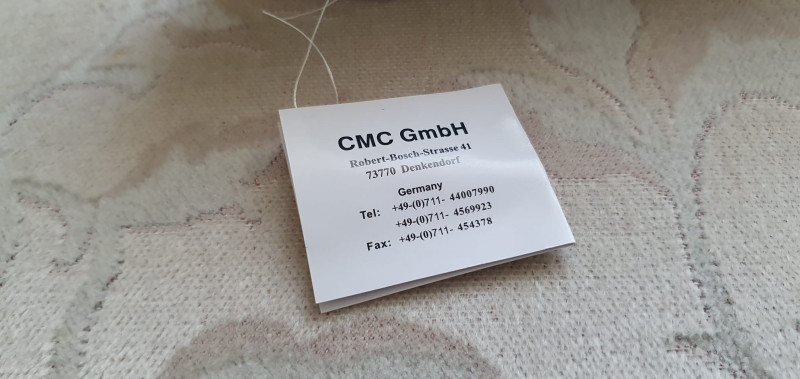 CMC GmbH
Robert-Bosch-Strasse 41
73770 Denkendorf
Germany
Tel: +49-(0)711- 44007990
+49-(0)711- 4569923
Fax: +49-(0)711- 454378